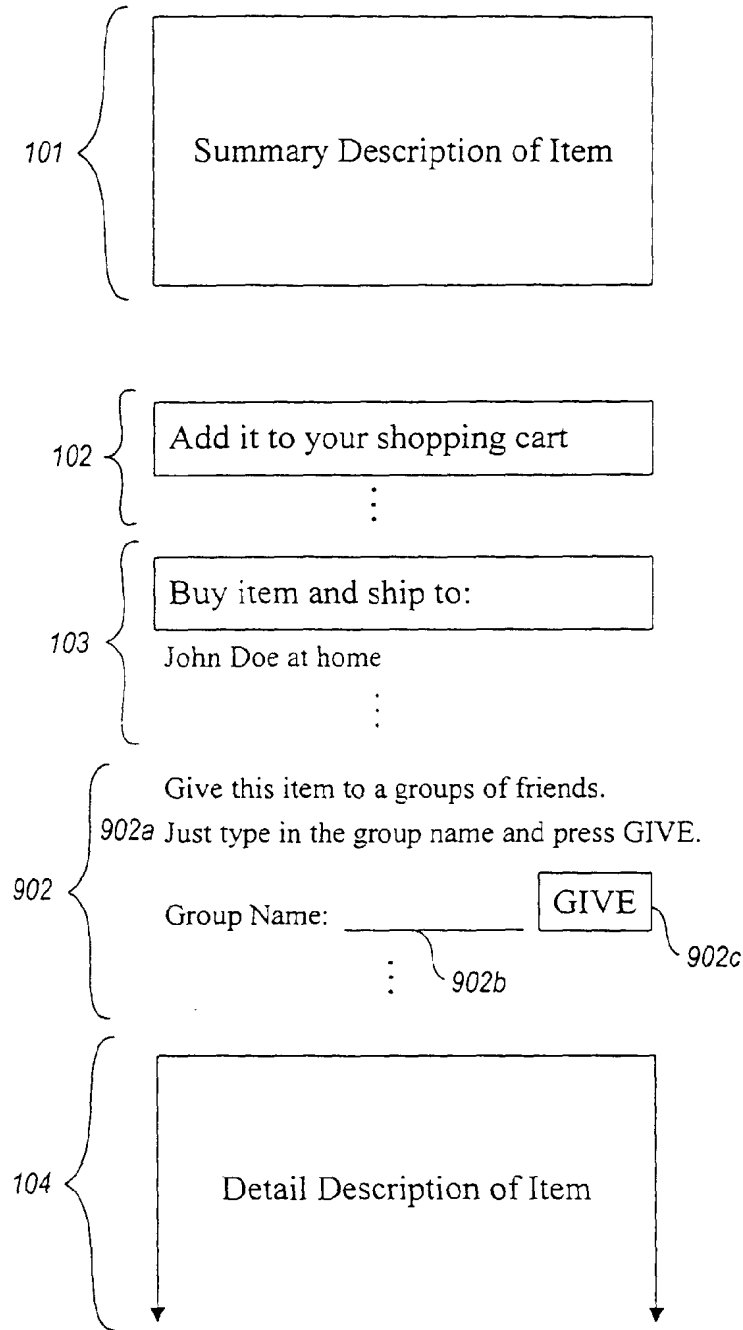 101
Summary Description of Item
102
Add it to your shopping cart
103
Buy item and ship to:
John Doe at home
902
Give this item to a groups of friends.
902a Just type in the group name and press GIVE.
Group Name:
GIVE
902b
902c
104
Detail Description of Item